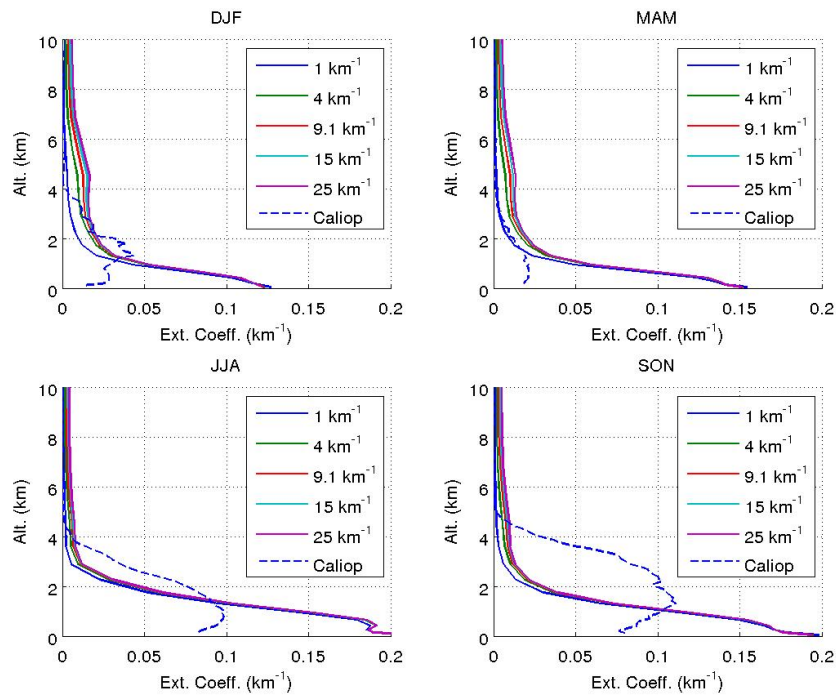 DJF
10
8
6
4
2
0
Alt. (km)
0
0.05
0.1
0.15
0.2
Ext. Coeff. (km⁻¹)
1 km⁻¹
4 km⁻¹
9.1 km⁻¹
15 km⁻¹
25 km⁻¹
Caliop
MAM
10
8
6
4
2
0
Alt. (km)
0
0.05
0.1
0.15
0.2
Ext. Coeff. (km⁻¹)
1 km⁻¹
4 km⁻¹
9.1 km⁻¹
15 km⁻¹
25 km⁻¹
Caliop
JJA
10
8
6
4
2
0
Alt. (km)
0
0.05
0.1
0.15
0.2
Ext. Coeff. (km⁻¹)
1 km⁻¹
4 km⁻¹
9.1 km⁻¹
15 km⁻¹
25 km⁻¹
Caliop
SON
10
8
6
4
2
0
Alt. (km)
0
0.05
0.1
0.15
0.2
Ext. Coeff. (km⁻¹)
1 km⁻¹
4 km⁻¹
9.1 km⁻¹
15 km⁻¹
25 km⁻¹
Caliop